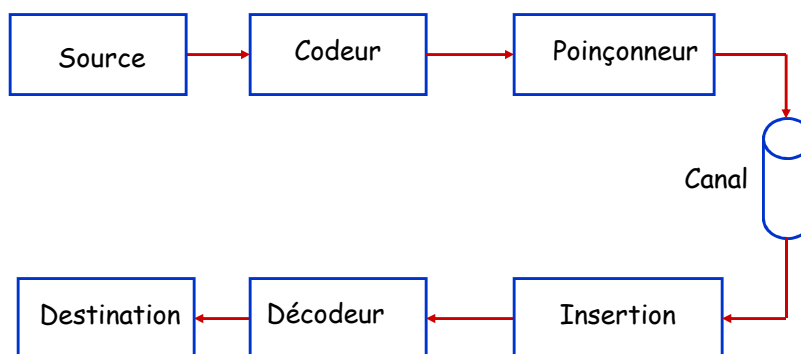 Source
Codeur
Poinçonneur
Canal
Destination
Décodeur
Insertion